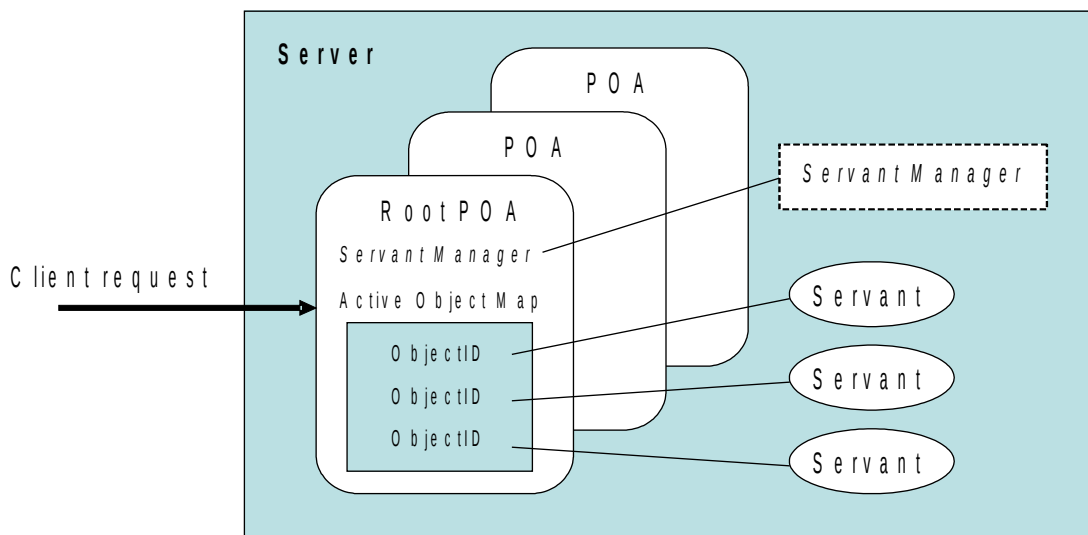 Server
POA
POA
RootPOA
ServantManager
Active Object Map
ObjectID
ObjectID
ObjectID
Client request
ServantManager
Servant
Servant
Servant